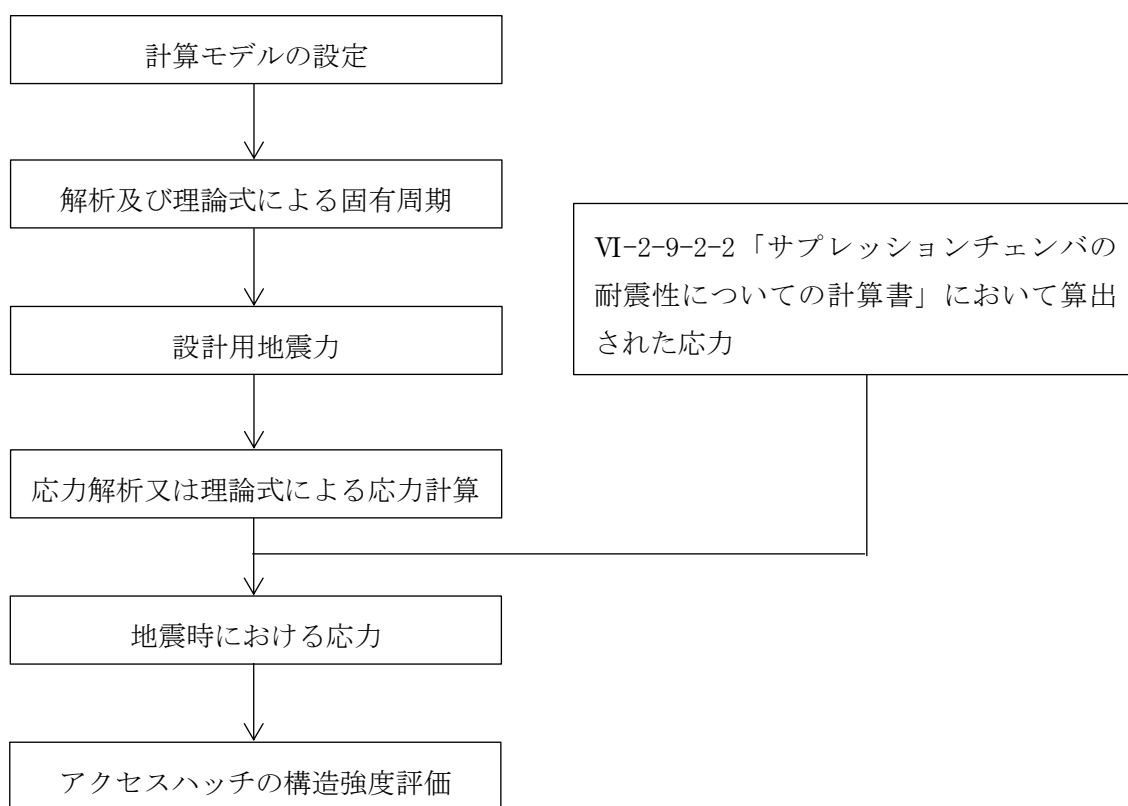 計算モデルの設定
解析及び理論式による固有周期
Ⅵ-2-9-2-2「サプレッションチェンバの
耐震性についての計算書」において算出
された応力
設計用地震力
応力解析又は理論式による応力計算
地震時における応力
アクセスハッチの構造強度評価